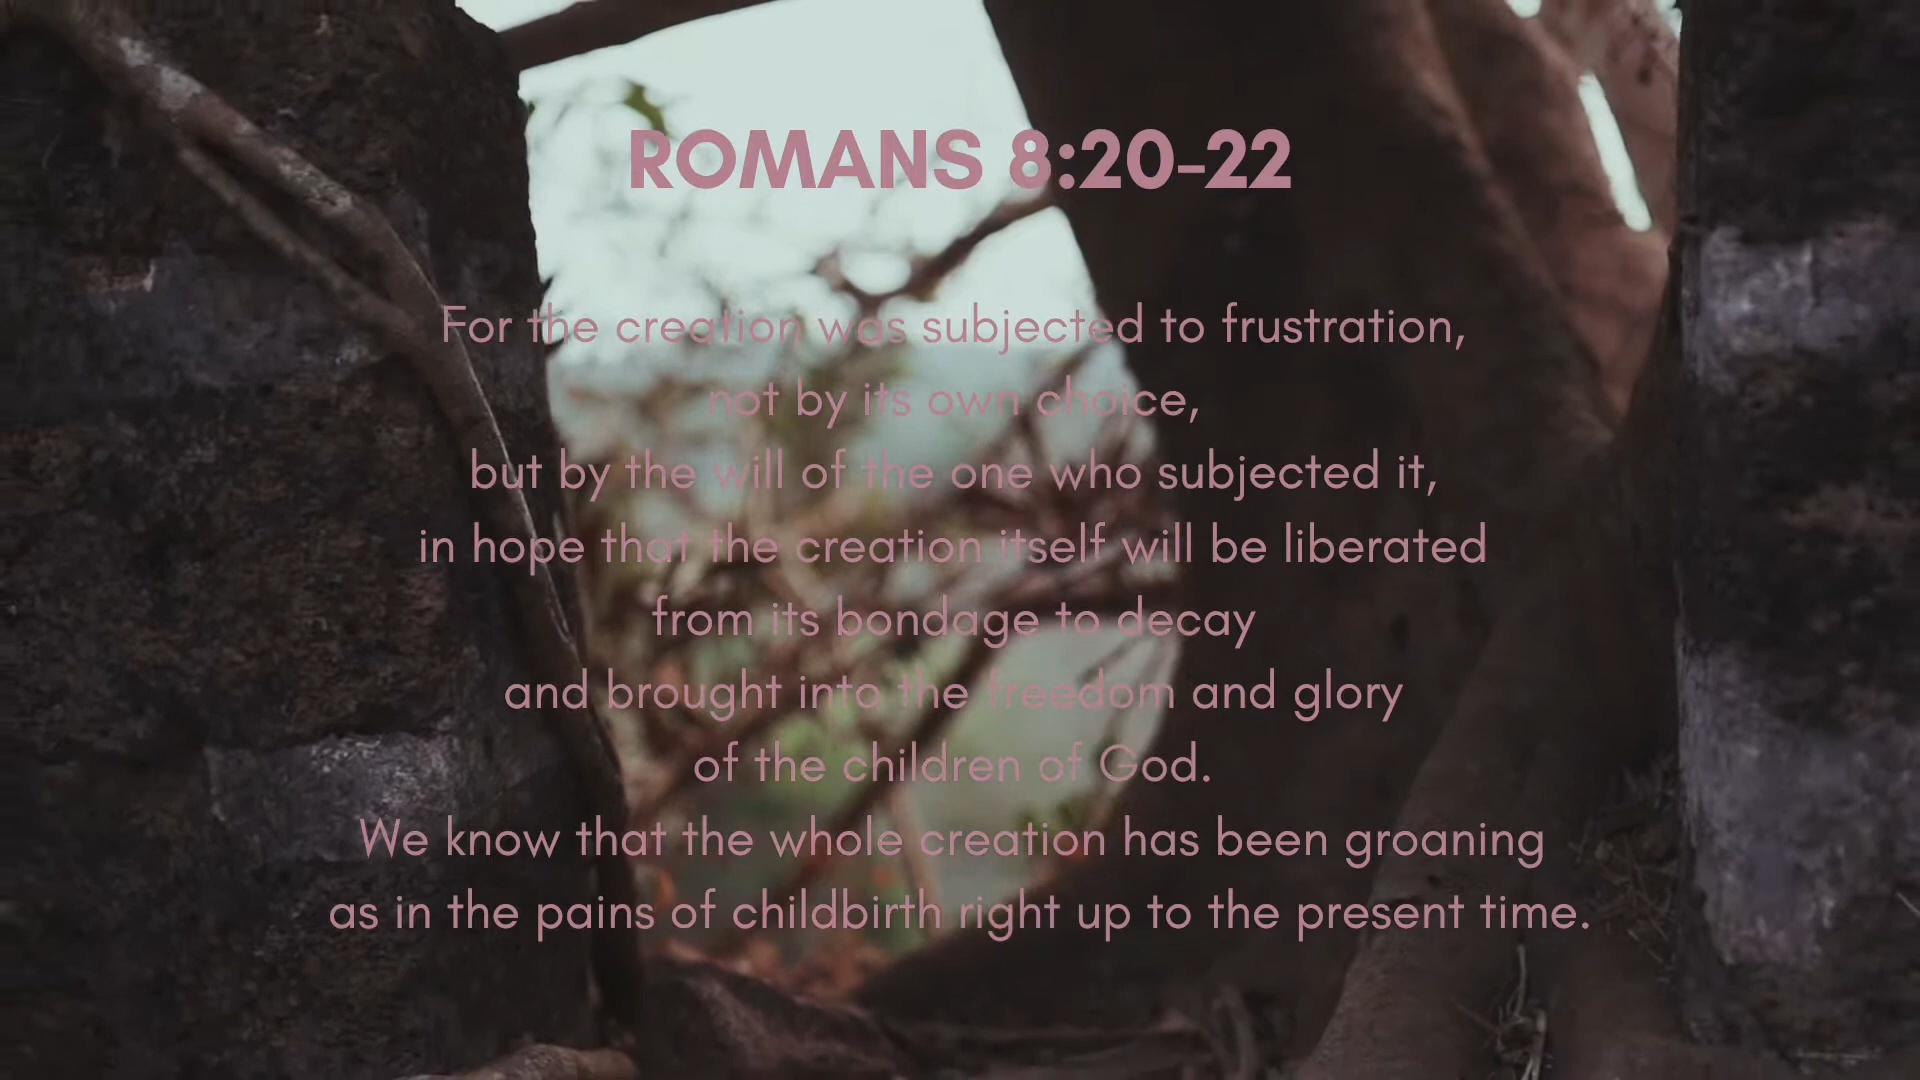 ROMANS 8:20-22
For the creation was subjected to frustration,
not by its own choice,
but by the will of the one who subjected it,
in hope that the creation itself will be liberated
from its bondage to decay
and brought into the freedom and glory
of the children of God.
We know that the whole creation has been groaning
as in the pains of childbirth right up to the present time.